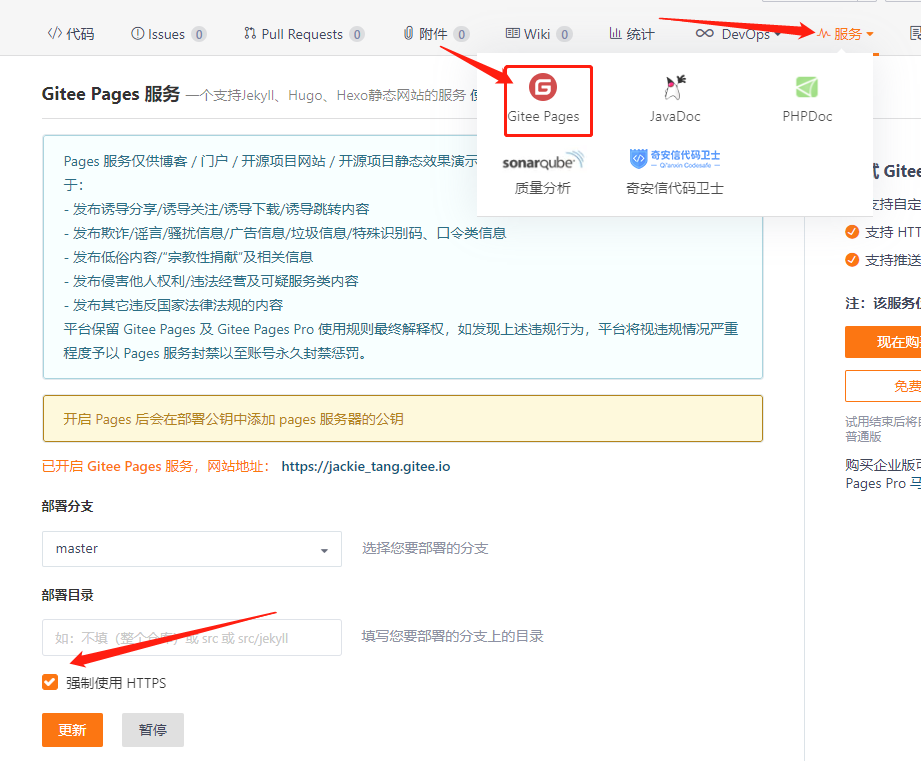 代码
Issues 0
Pull Requests 0
附件 0
Wiki 0
统计
DevOps
服务
Gitee Pages 服务 一个支持Jekyll、Hugo、Hexo静态网站的服务
Gitee Pages
JavaDoc
PHPDoc
sonarqube
质量分析
奇安信代码卫士
Qi'anxin Codesafe
奇安信代码卫士
Pages 服务仅供博客 / 门户 / 开源项目网站 / 开源项目静态效果演示
于：
- 发布诱导分享/诱导关注/诱导下载/诱导跳转内容
- 发布欺诈/谣言/骚扰信息/广告信息/垃圾信息/特殊识别码、口令类信息
- 发布低俗内容/“宗教性捐献”及相关信息
- 发布侵害他人权利/违法经营及可疑服务类内容
- 发布其它违反国家法律法规的内容
平台保留 Gitee Pages 及 Gitee Pages Pro 使用规则最终解释权，如发现上述违规行为，平台将视违规情况严重
程度予以 Pages 服务封禁以至账号永久封禁惩罚。
开启 Pages 后会在部署公钥中添加 pages 服务器的公钥
已开启 Gitee Pages 服务，网站地址： https://jackie_tang.gitee.io
部署分支
master
选择您要部署的分支
部署目录
如：不填（整个仓库）或 src 或 src/jekyll
填写您要部署的分支上的目录
强制使用 HTTPS
更新
暂停
式 Gitee
支持自定
支持 HTT
支持推送
注：该服务仅
现在购
免费
试用结束后将
普通版
购买企业版可
Pages Pro 马